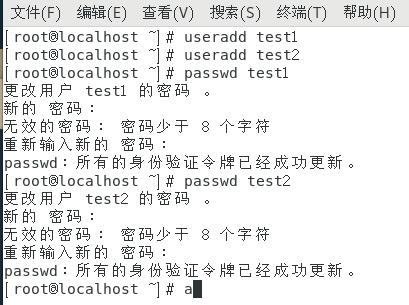 文件(F) 编辑(E) 查看(V) 搜索(S) 终端(T) 帮助(H)
[root@localhost ~]# useradd test1
[root@localhost ~]# useradd test2
[root@localhost ~]# passwd test1
更改用户 test1 的密码 。
新的 密码：
无效的密码： 密码少于 8 个字符
重新输入新的 密码：
passwd：所有的身份验证令牌已经成功更新。
[root@localhost ~]# passwd test2
更改用户 test2 的密码 。
新的 密码：
无效的密码： 密码少于 8 个字符
重新输入新的 密码：
passwd：所有的身份验证令牌已经成功更新。
[root@localhost ~]# a